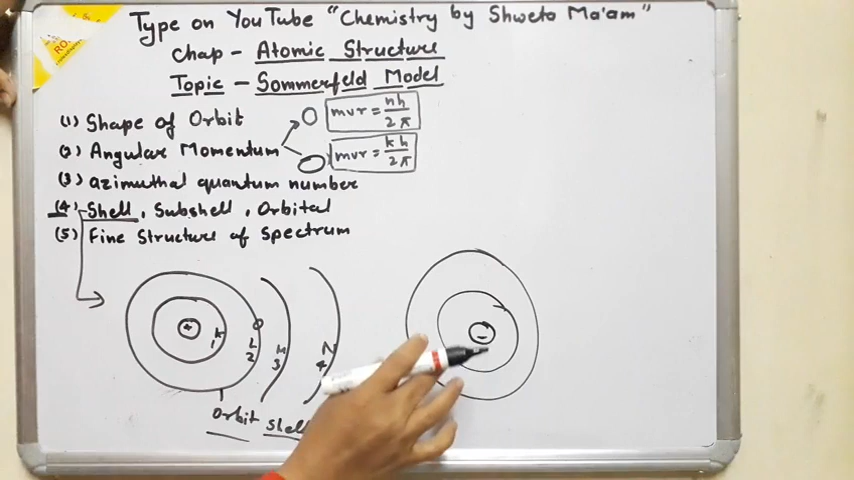 Type on YouTube "Chemistry by Shweta Ma'am"
Chap - Atomic Structure
Topic - Sommerfeld Model
(1) Shape of Orbit
mvr = nh/2π
(2) Angular Momentum
mvr = kh/2π
(3) azimuthal quantum number
(4) Shell, Subshell, Orbital
(5) Fine Structure of Spectrum
+
K
1
L
2
M
3
N
4
Orbit Shell
-